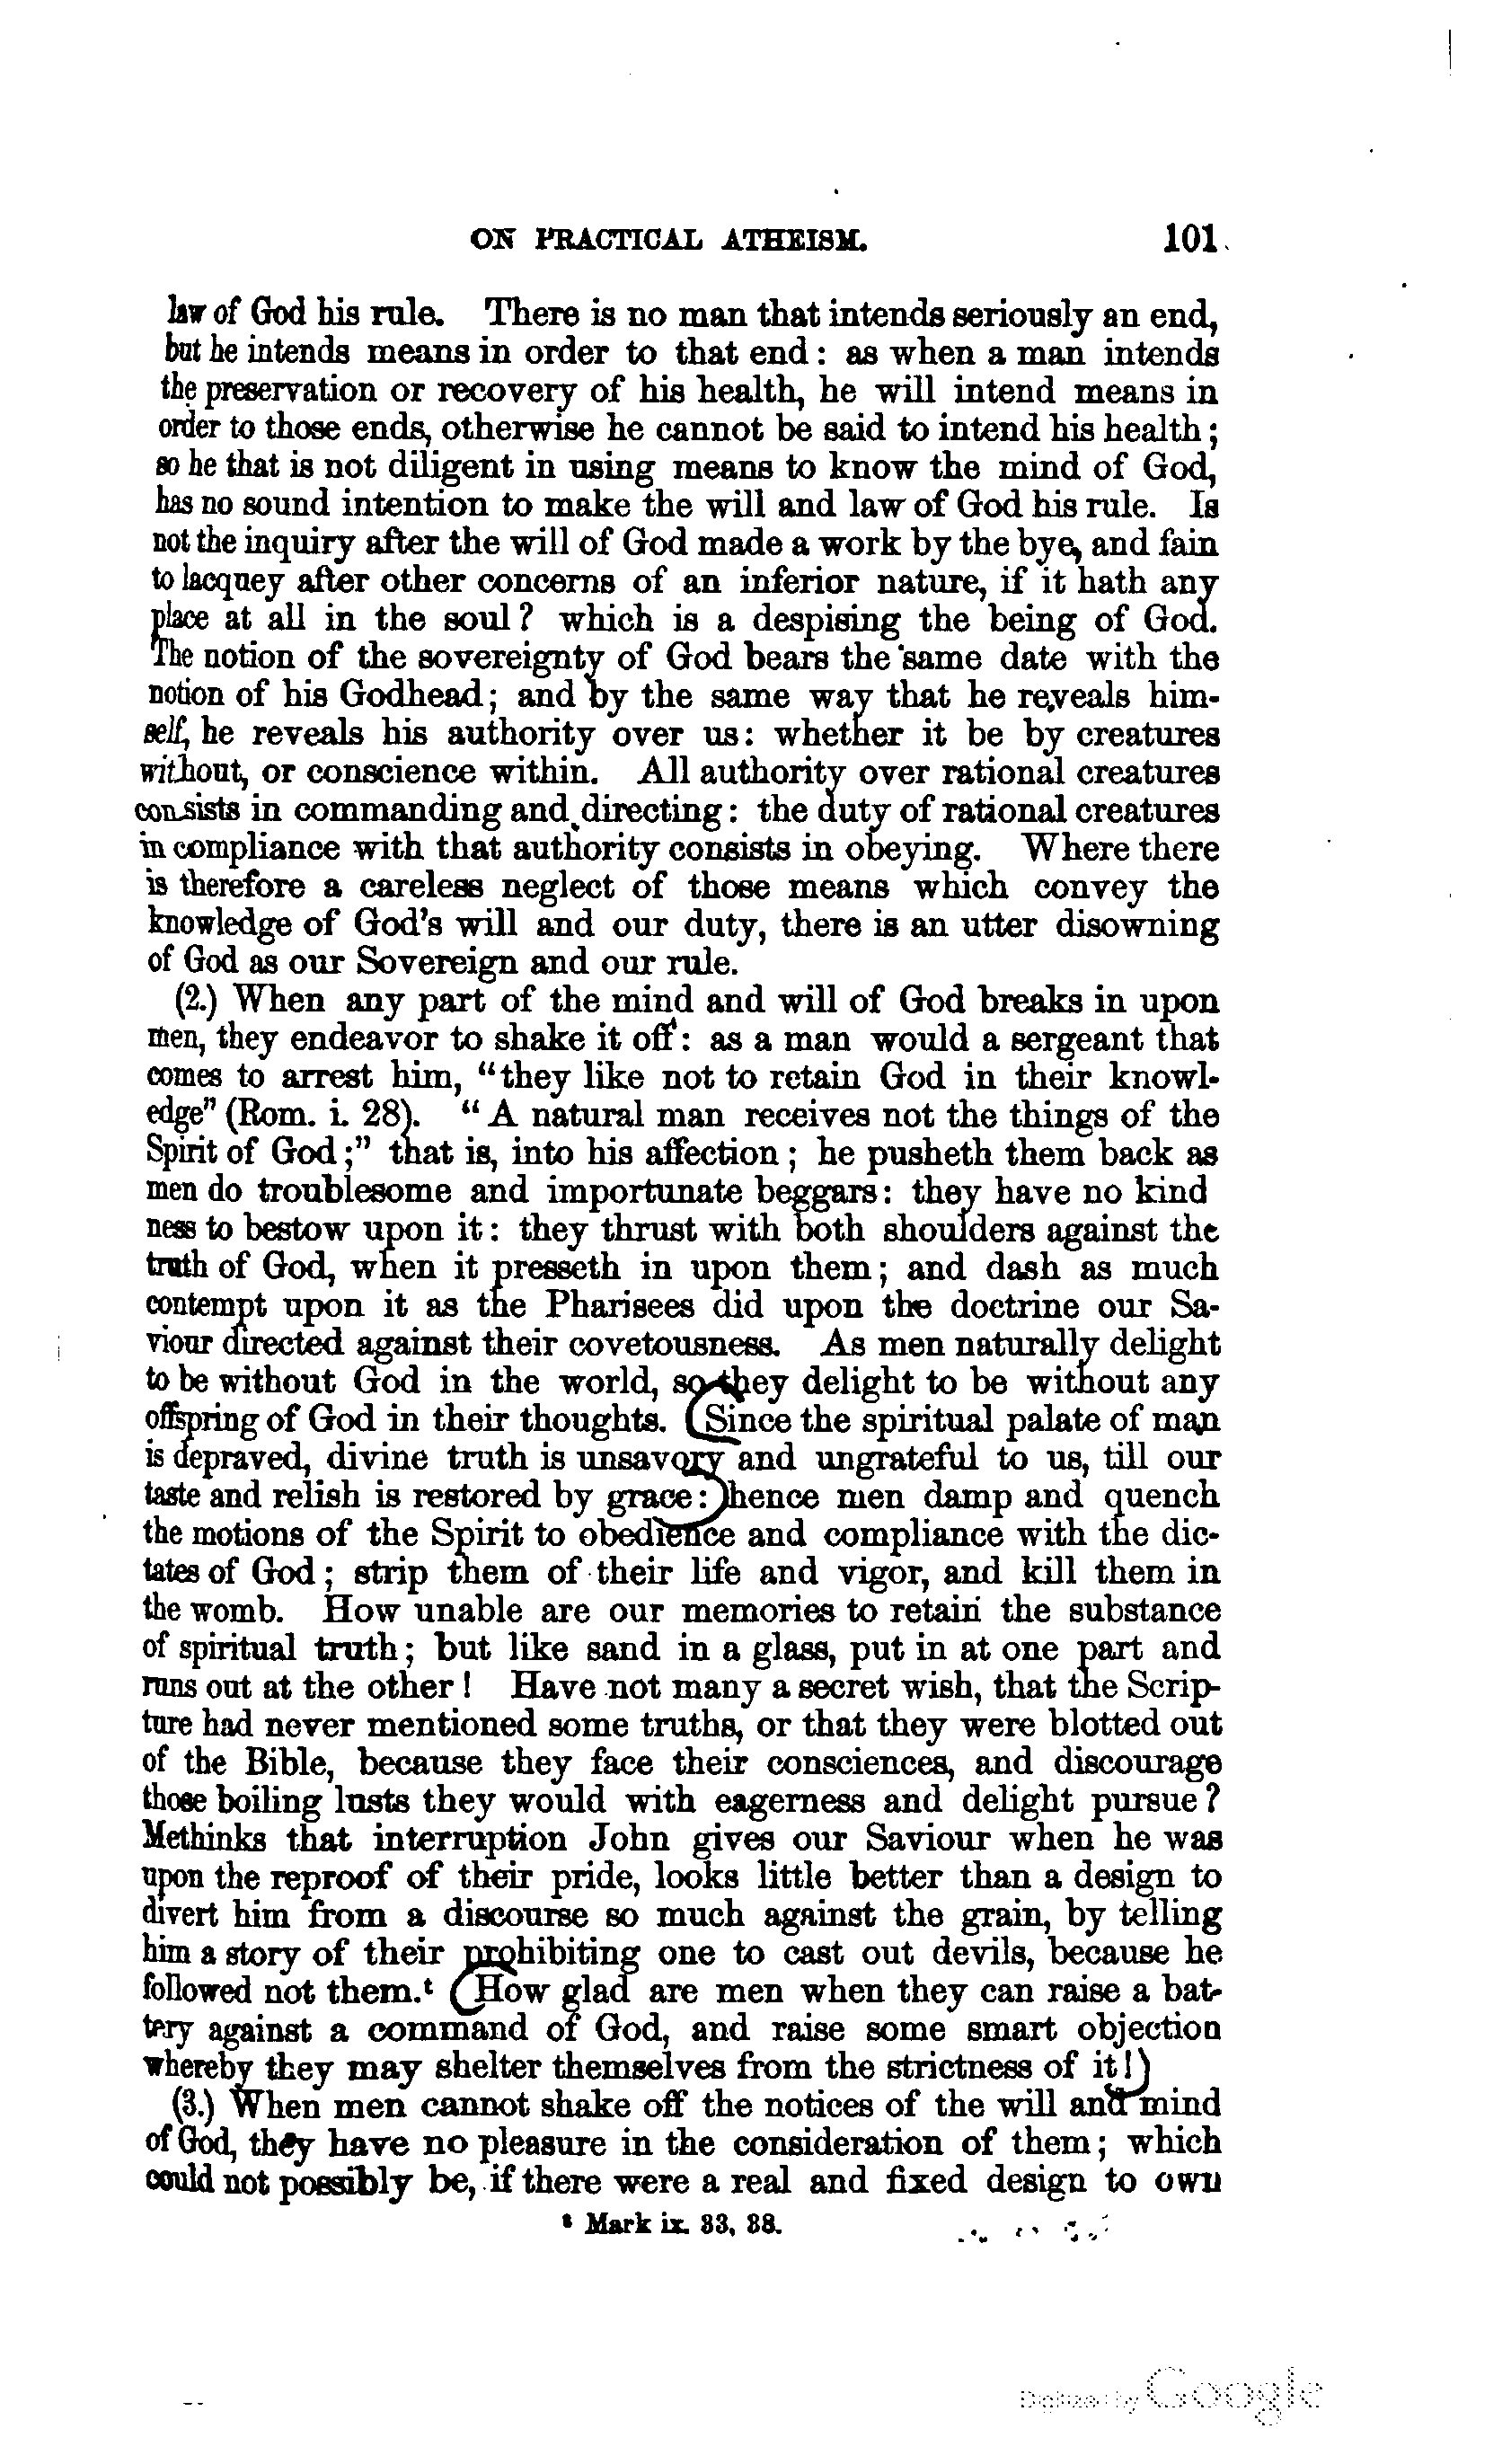 ON PRACTICAL ATHEISM. 101
law of God his rule. There is no man that intends seriously an end,
but he intends means in order to that end: as when a man intends
the preservation or recovery of his health, he will intend means in
order to those ends, otherwise he cannot be said to intend his health;
so he that is not diligent in using means to know the mind of God,
has no sound intention to make the will and law of God his rule. Is
not the inquiry after the will of God made a work by the bye, and fain
to lacquey after other concerns of an inferior nature, if it hath any
place at all in the soul? which is a despising the being of God.
The notion of the sovereignty of God bears the same date with the
notion of his Godhead; and by the same way that he reveals him-
self, he reveals his authority over us: whether it be by creatures
without, or conscience within. All authority over rational creatures
consists in commanding and directing: the duty of rational creatures
in compliance with that authority consists in obeying. Where there
is therefore a careless neglect of those means which convey the
knowledge of God's will and our duty, there is an utter disowning
of God as our Sovereign and our rule.
(2.) When any part of the mind and will of God breaks in upon
men, they endeavor to shake it off: as a man would a sergeant that
comes to arrest him, "they like not to retain God in their knowl-
edge" (Rom. i. 28). "A natural man receives not the things of the
Spirit of God;" that is, into his affection; he pusheth them back as
men do troublesome and importunate beggars: they have no kind
ness to bestow upon it: they thrust with both shoulders against the
truth of God, when it presseth in upon them; and dash as much
contempt upon it as the Pharisees did upon the doctrine our Sa-
viour directed against their covetousness. As men naturally delight
to be without God in the world, so they delight to be without any
offspring of God in their thoughts. Since the spiritual palate of man
is depraved, divine truth is unsavory and ungrateful to us, till our
taste and relish is restored by grace: hence men damp and quench
the motions of the Spirit to obedience and compliance with the dic-
tates of God; strip them of their life and vigor, and kill them in
the womb. How unable are our memories to retain the substance
of spiritual truth; but like sand in a glass, put in at one part and
runs out at the other! Have not many a secret wish, that the Scrip-
ture had never mentioned some truths, or that they were blotted out
of the Bible, because they face their consciences, and discourage
those boiling lusts they would with eagerness and delight pursue?
Methinks that interruption John gives our Saviour when he was
upon the reproof of their pride, looks little better than a design to
divert him from a discourse so much against the grain, by telling
him a story of their prohibiting one to cast out devils, because he
followed not them.t How glad are men when they can raise a bat-
tery against a command of God, and raise some smart objection
whereby they may shelter themselves from the strictness of it!
(3.) When men cannot shake off the notices of the will and mind
of God, they have no pleasure in the consideration of them; which
could not possibly be, if there were a real and fixed design to own
t Mark ix. 33, 38.
Digitized by Google